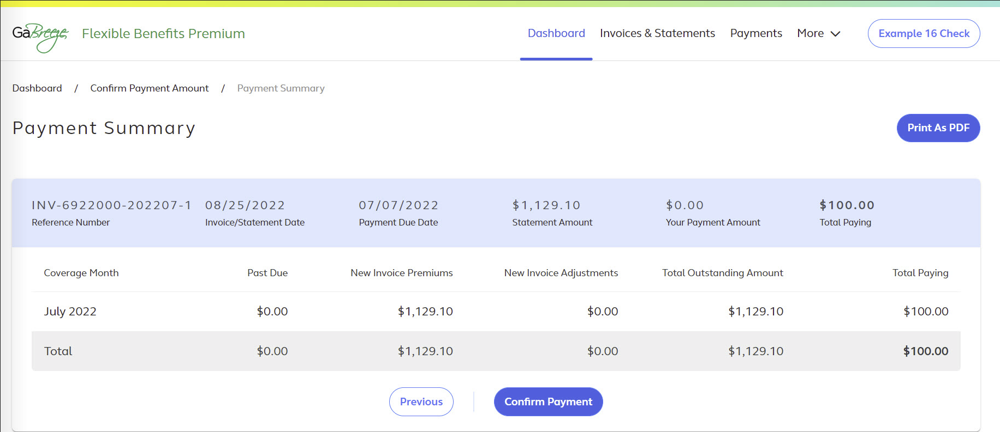 GaBreeze Flexible Benefits Premium Dashboard Invoices & Statements Payments More Example 16 Check
Dashboard / Confirm Payment Amount / Payment Summary
Payment Summary Print As PDF
INV-6922000-202207-1 08/25/2022 07/07/2022 $1,129.10 $0.00 $100.00
Reference Number Invoice/Statement Date Payment Due Date Statement Amount Your Payment Amount Total Paying
Coverage Month Past Due New Invoice Premiums New Invoice Adjustments Total Outstanding Amount Total Paying
July 2022 $0.00 $1,129.10 $0.00 $1,129.10 $100.00
Total $0.00 $1,129.10 $0.00 $1,129.10 $100.00
Previous Confirm Payment